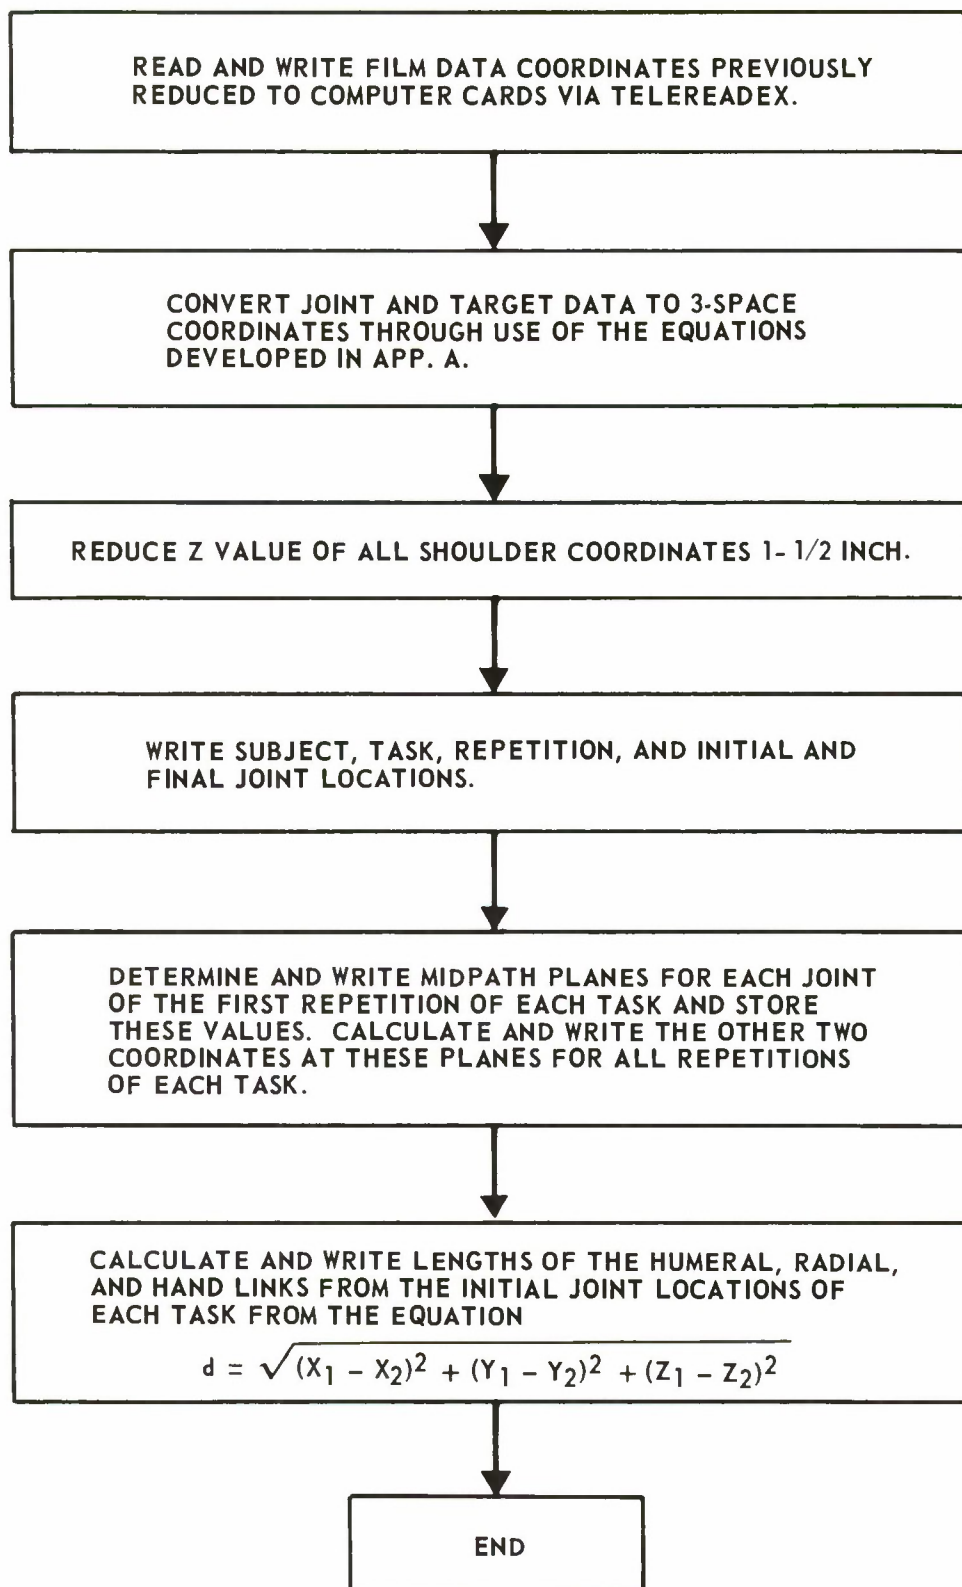 READ AND WRITE FILM DATA COORDINATES PREVIOUSLY
REDUCED TO COMPUTER CARDS VIA TELEREADEX.
CONVERT JOINT AND TARGET DATA TO 3-SPACE
COORDINATES THROUGH USE OF THE EQUATIONS
DEVELOPED IN APP. A.
REDUCE Z VALUE OF ALL SHOULDER COORDINATES 1-1/2 INCH.
WRITE SUBJECT, TASK, REPETITION, AND INITIAL AND
FINAL JOINT LOCATIONS.
DETERMINE AND WRITE MIDPATH PLANES FOR EACH JOINT
OF THE FIRST REPETITION OF EACH TASK AND STORE
THESE VALUES. CALCULATE AND WRITE THE OTHER TWO
COORDINATES AT THESE PLANES FOR ALL REPETITIONS
OF EACH TASK.
CALCULATE AND WRITE LENGTHS OF THE HUMERAL, RADIAL,
AND HAND LINKS FROM THE INITIAL JOINT LOCATIONS OF
EACH TASK FROM THE EQUATION
d = √(X₁ − X₂)² + (Y₁ − Y₂)² + (Z₁ − Z₂)²
END